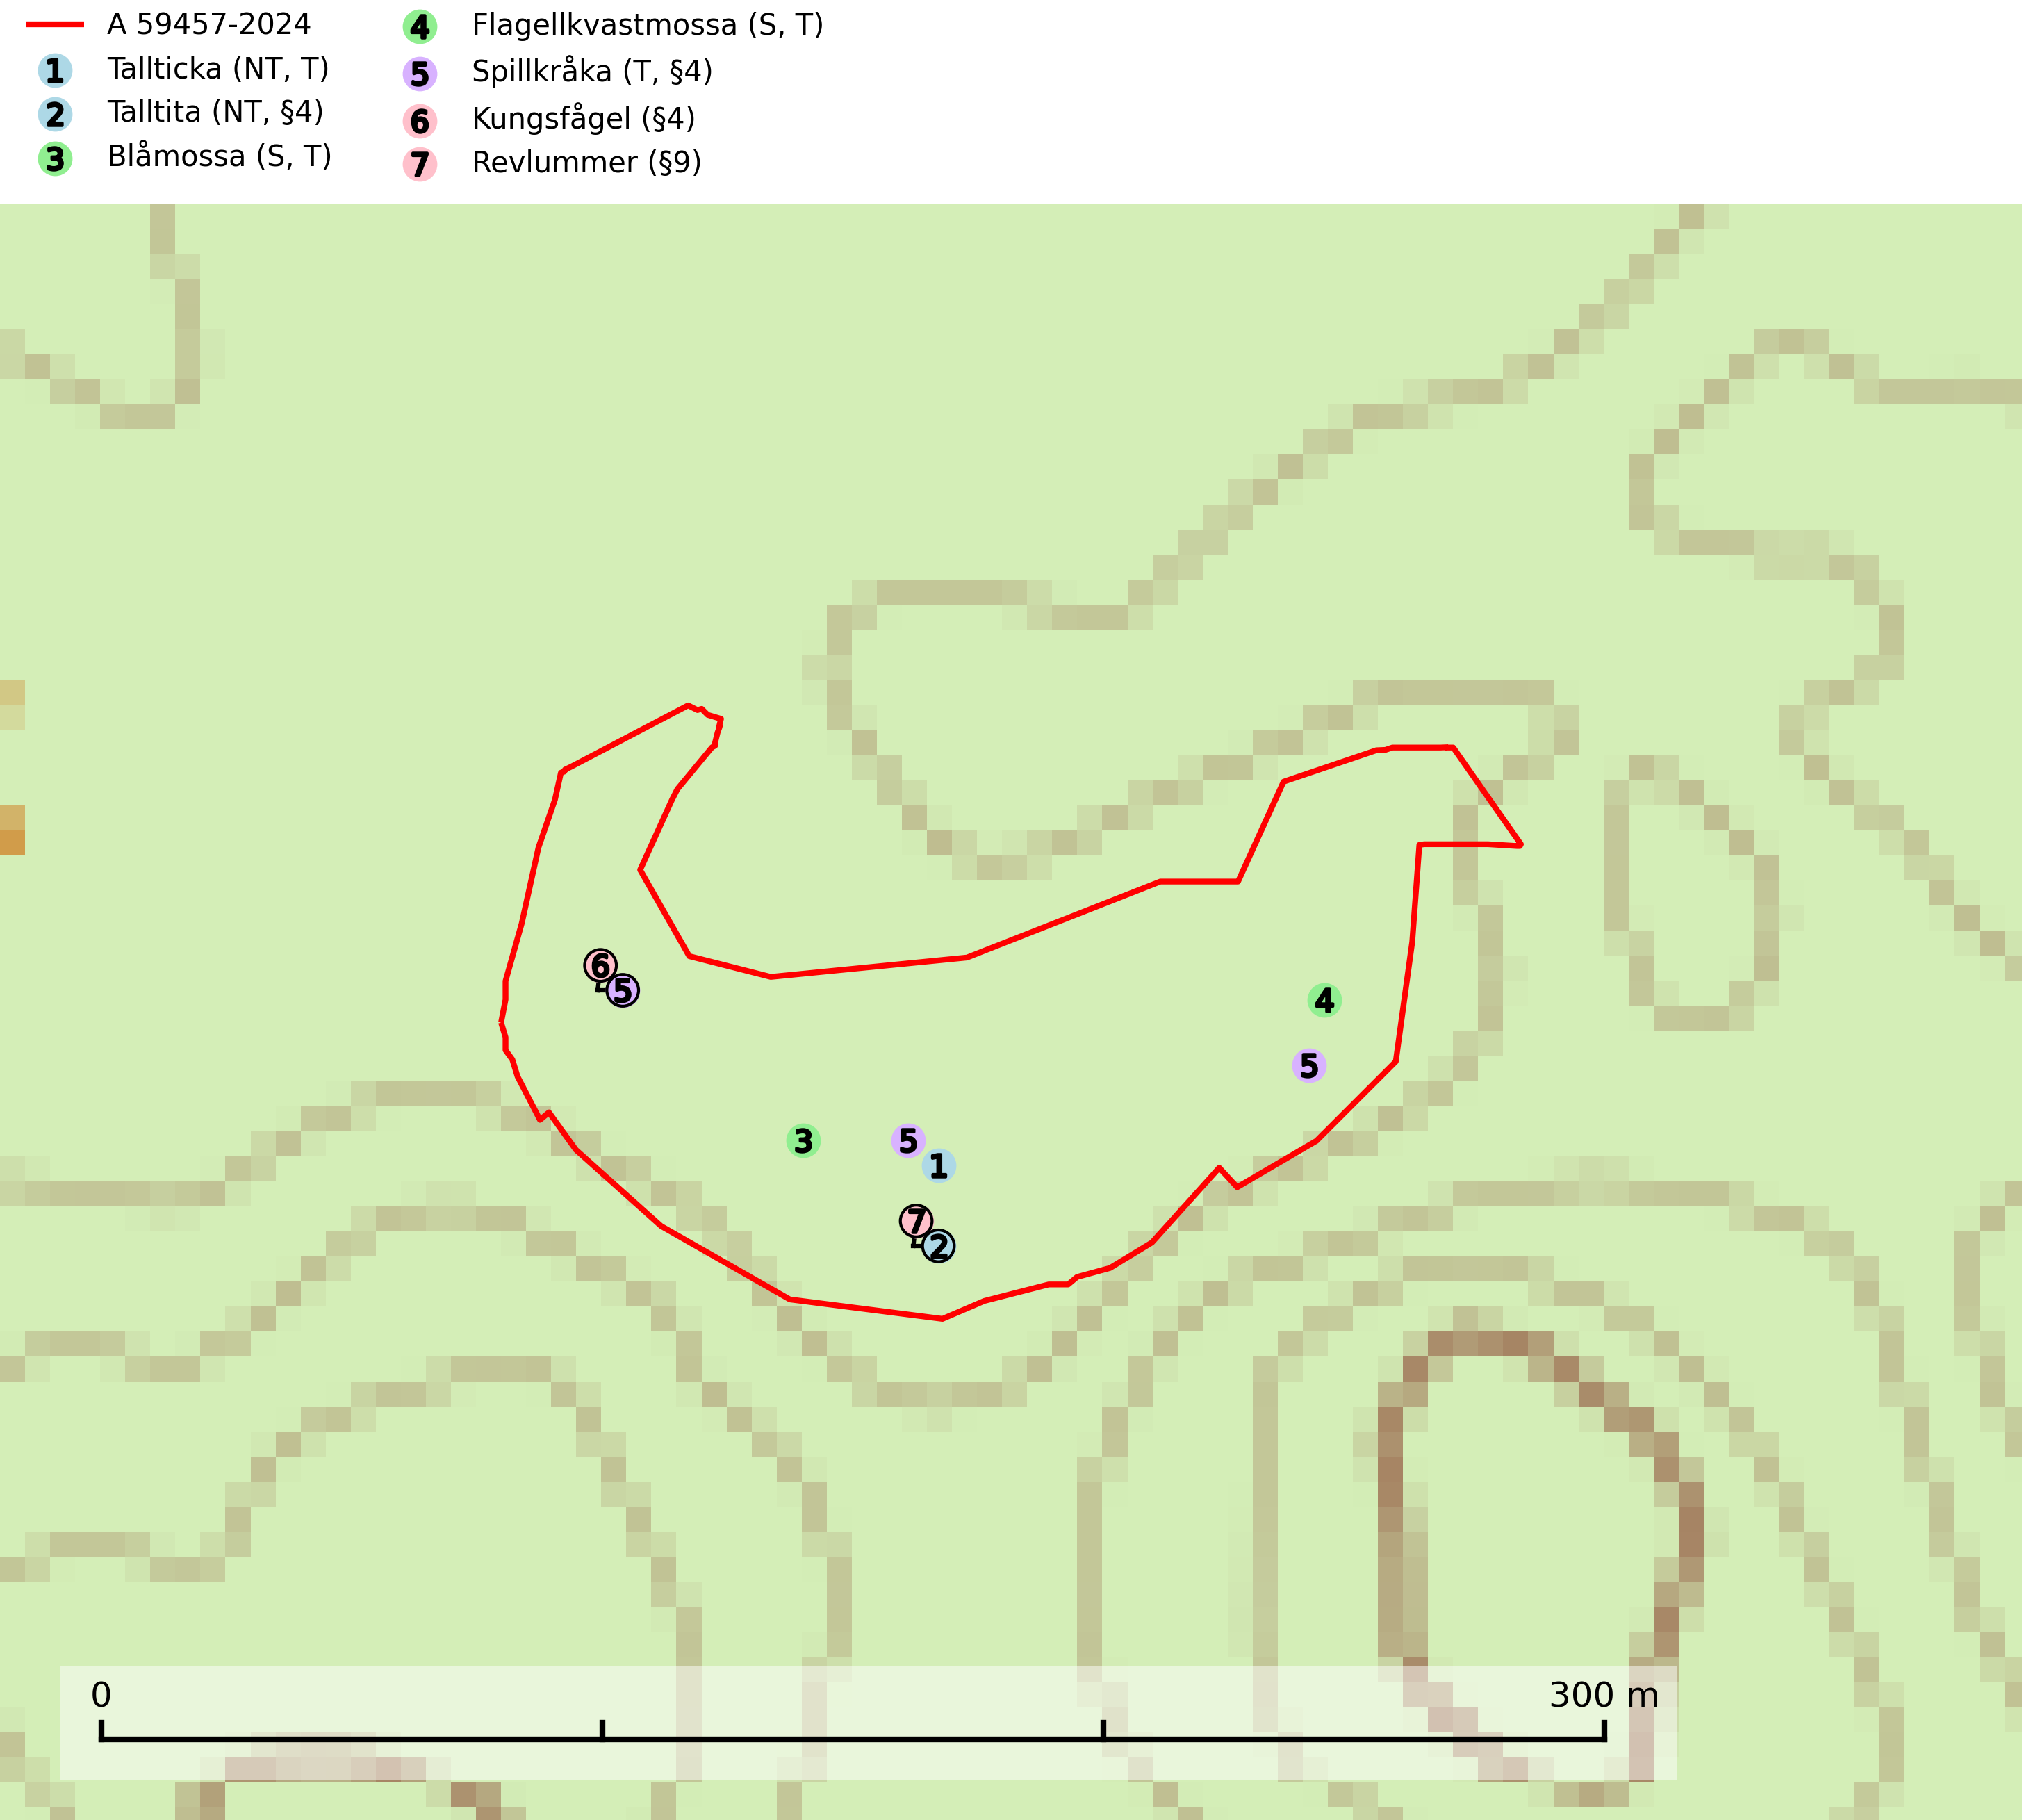 A 59457-2024
1 Tallticka (NT, T)
2 Talltita (NT, §4)
3 Blåmossa (S, T)
4 Flagellkvastmossa (S, T)
5 Spillkråka (T, §4)
6 Kungsfågel (§4)
7 Revlummer (§9)
6
5
4
5
3
5
1
7
2
0
300 m